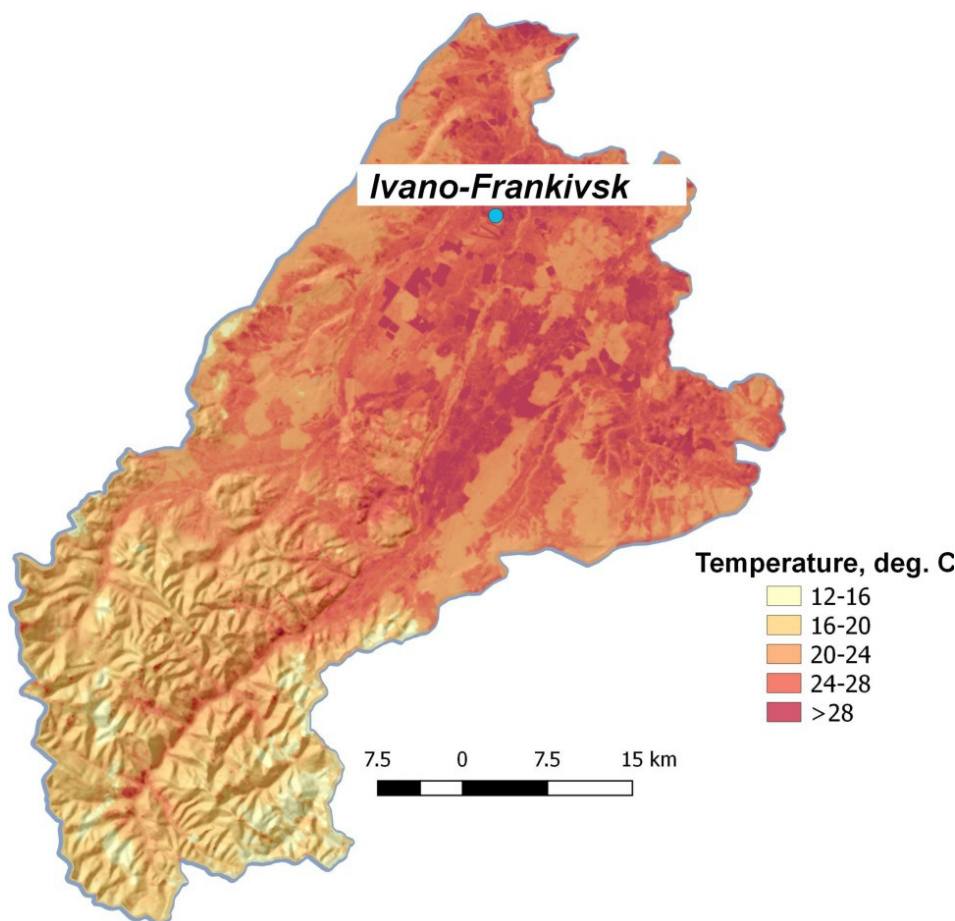 Ivano-Frankivsk
Temperature, deg. C
12-16
16-20
20-24
24-28
>28
7.5 0 7.5 15 km